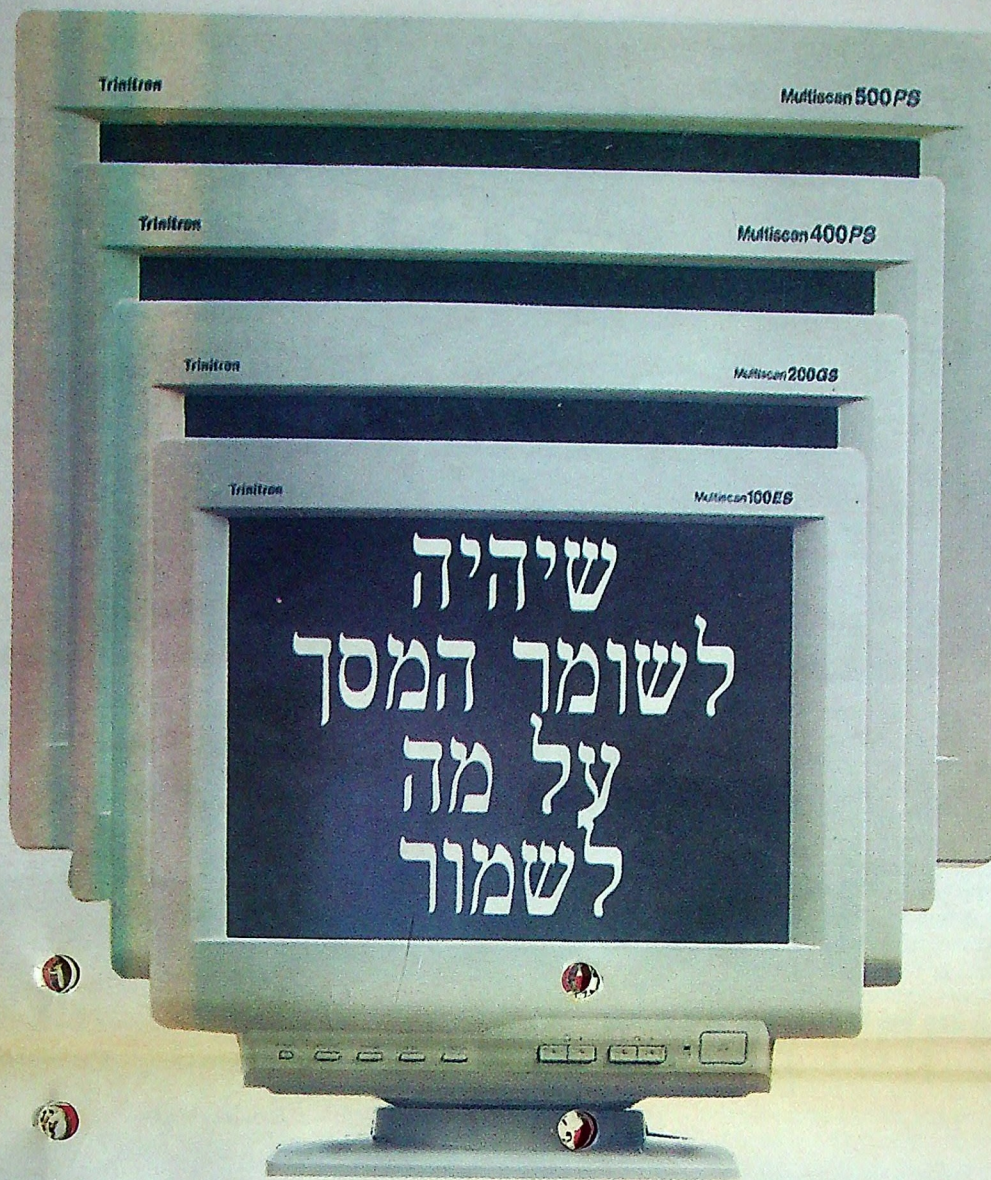 Trinitron Multiscan 500PS
Trinitron Multiscan 400PS
Trinitron Multiscan 200GS
Trinitron Multiscan 100ES
שיהיה
לשומר המסך
על מה
לשמור